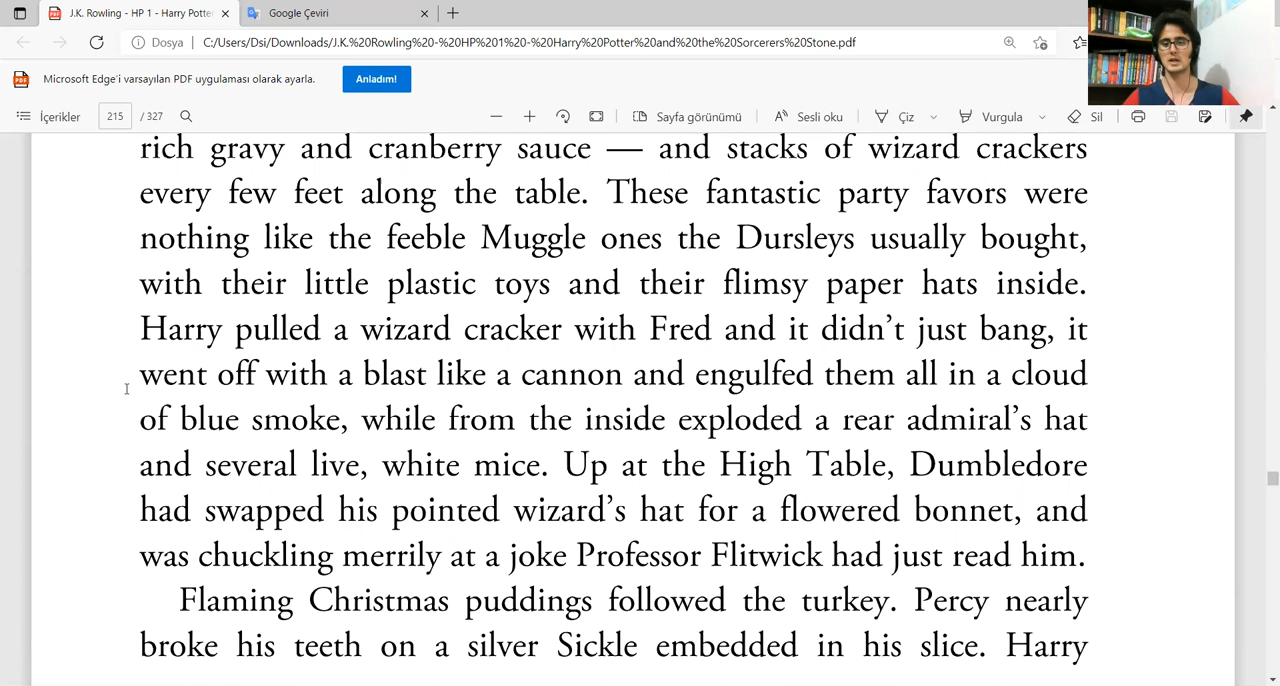 J.K. Rowling - HP 1 - Harry Potte
Google Çeviri
Dosya
C:/Users/Dsi/Downloads/J.K.%20Rowling%20-%20HP%201%20-%20Harry%20Potter%20and%20the%20Sorcerers%20Stone.pdf
Microsoft Edge'i varsayılan PDF uygulaması olarak ayarla.
Anladım!
İçerikler
215 / 327
Sayfa görünümü
Sesli oku
Çiz
Vurgula
Sil
rich gravy and cranberry sauce — and stacks of wizard crackers
every few feet along the table. These fantastic party favors were
nothing like the feeble Muggle ones the Dursleys usually bought,
with their little plastic toys and their flimsy paper hats inside.
Harry pulled a wizard cracker with Fred and it didn't just bang, it
went off with a blast like a cannon and engulfed them all in a cloud
of blue smoke, while from the inside exploded a rear admiral's hat
and several live, white mice. Up at the High Table, Dumbledore
had swapped his pointed wizard's hat for a flowered bonnet, and
was chuckling merrily at a joke Professor Flitwick had just read him.
Flaming Christmas puddings followed the turkey. Percy nearly
broke his teeth on a silver Sickle embedded in his slice. Harry